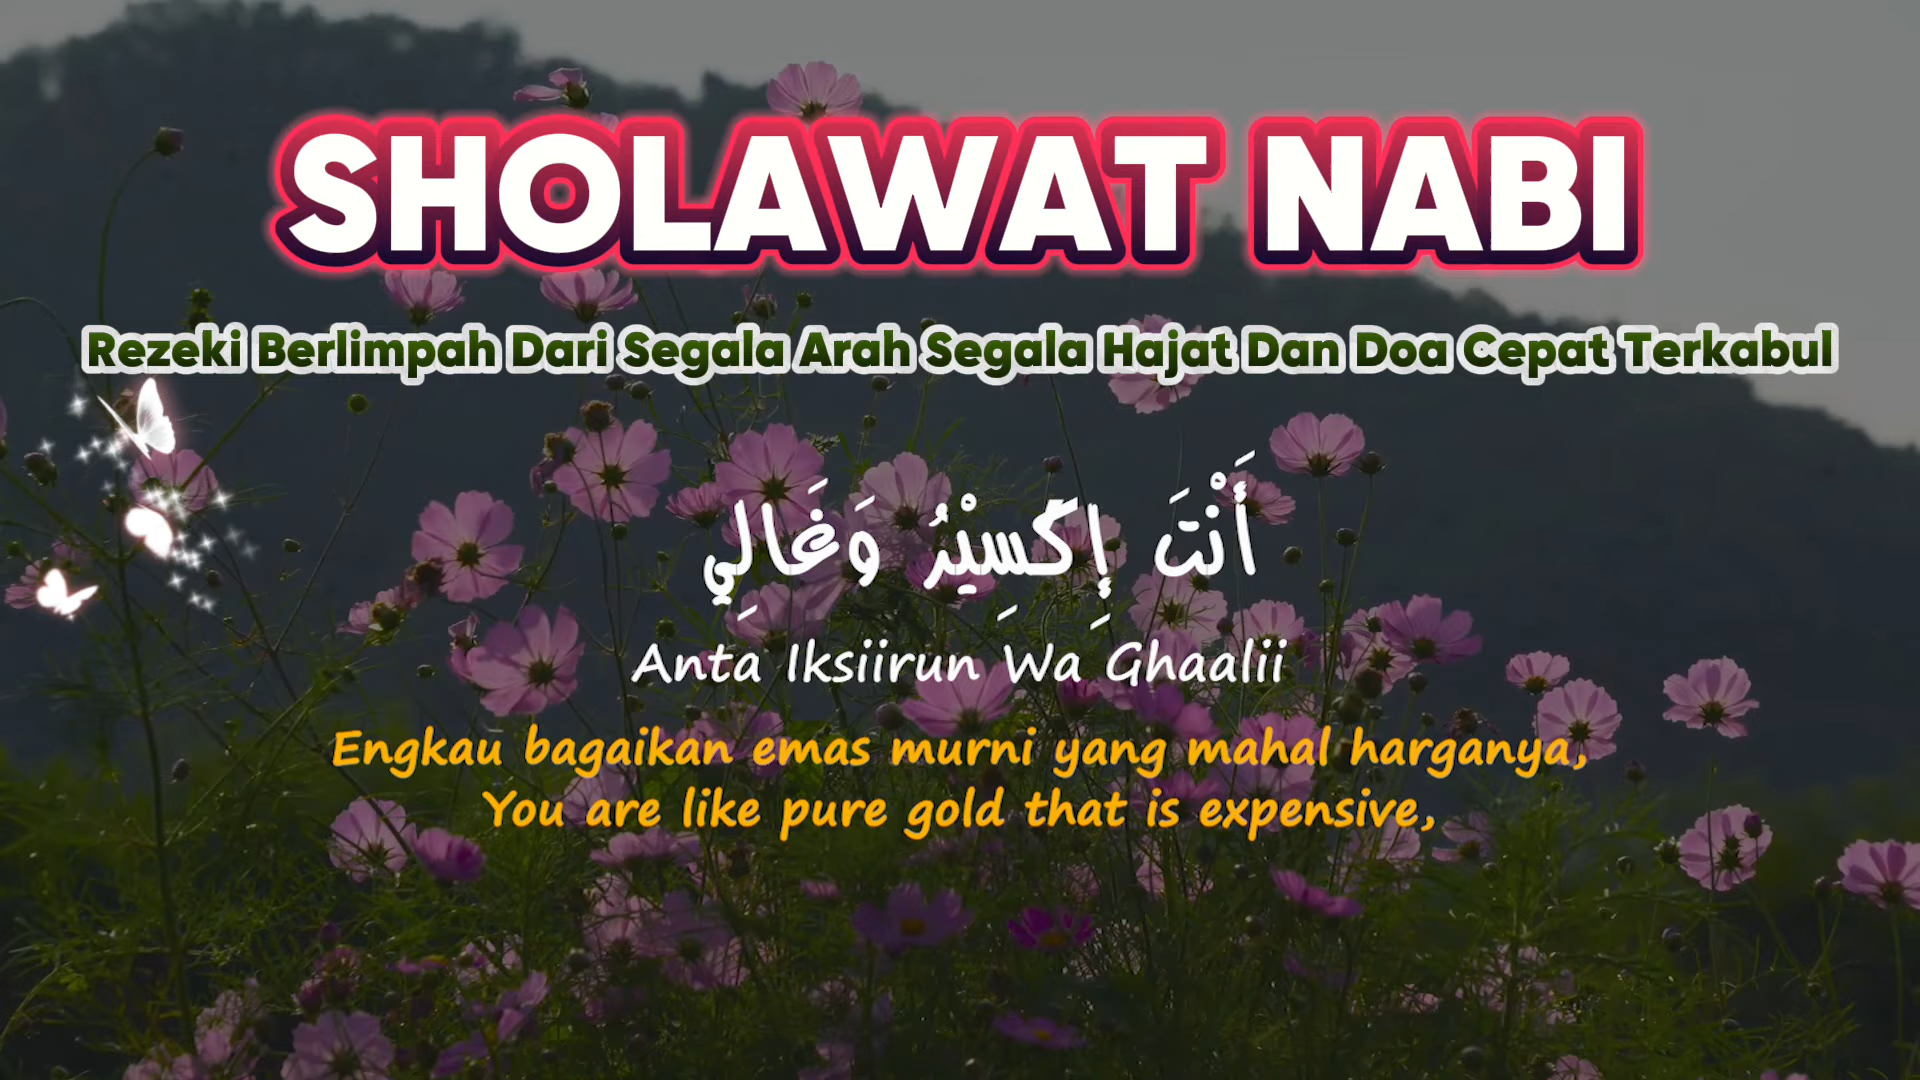 SHOLAWAT NABI
Rezeki Berlimpah Dari Segala Arah Segala Hajat Dan Doa Cepat Terkabul
أَنْتَ إِكسِيْرُ وَغَالِي
Anta Iksiirun Wa Ghaalii
Engkau bagaikan emas murni yang mahal harganya,
You are like pure gold that is expensive,